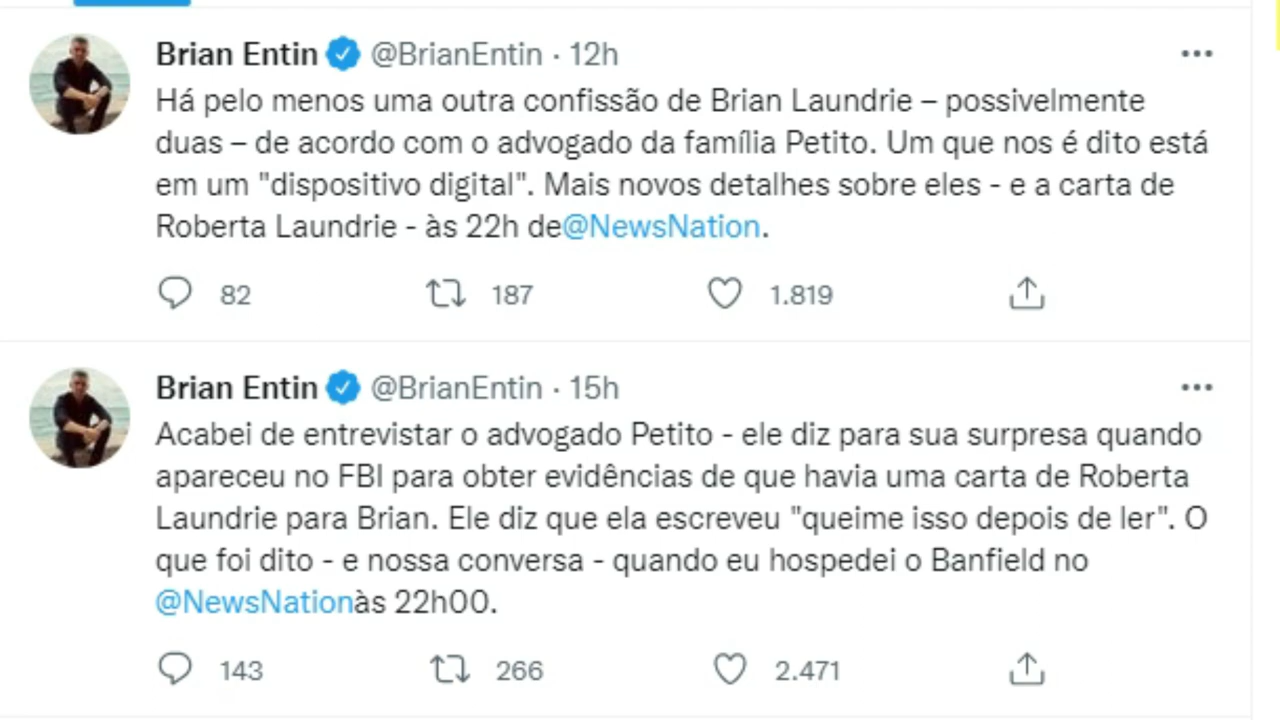 Brian Entin @BrianEntin · 12h
Há pelo menos uma outra confissão de Brian Laundrie – possivelmente
duas – de acordo com o advogado da família Petito. Um que nos é dito está
em um "dispositivo digital". Mais novos detalhes sobre eles - e a carta de
Roberta Laundrie - às 22h de@NewsNation.
82 187 1.819
Brian Entin @BrianEntin · 15h
Acabei de entrevistar o advogado Petito - ele diz para sua surpresa quando
apareceu no FBI para obter evidências de que havia uma carta de Roberta
Laundrie para Brian. Ele diz que ela escreveu "queime isso depois de ler". O
que foi dito - e nossa conversa - quando eu hospedei o Banfield no
@NewsNationàs 22h00.
143 266 2.471